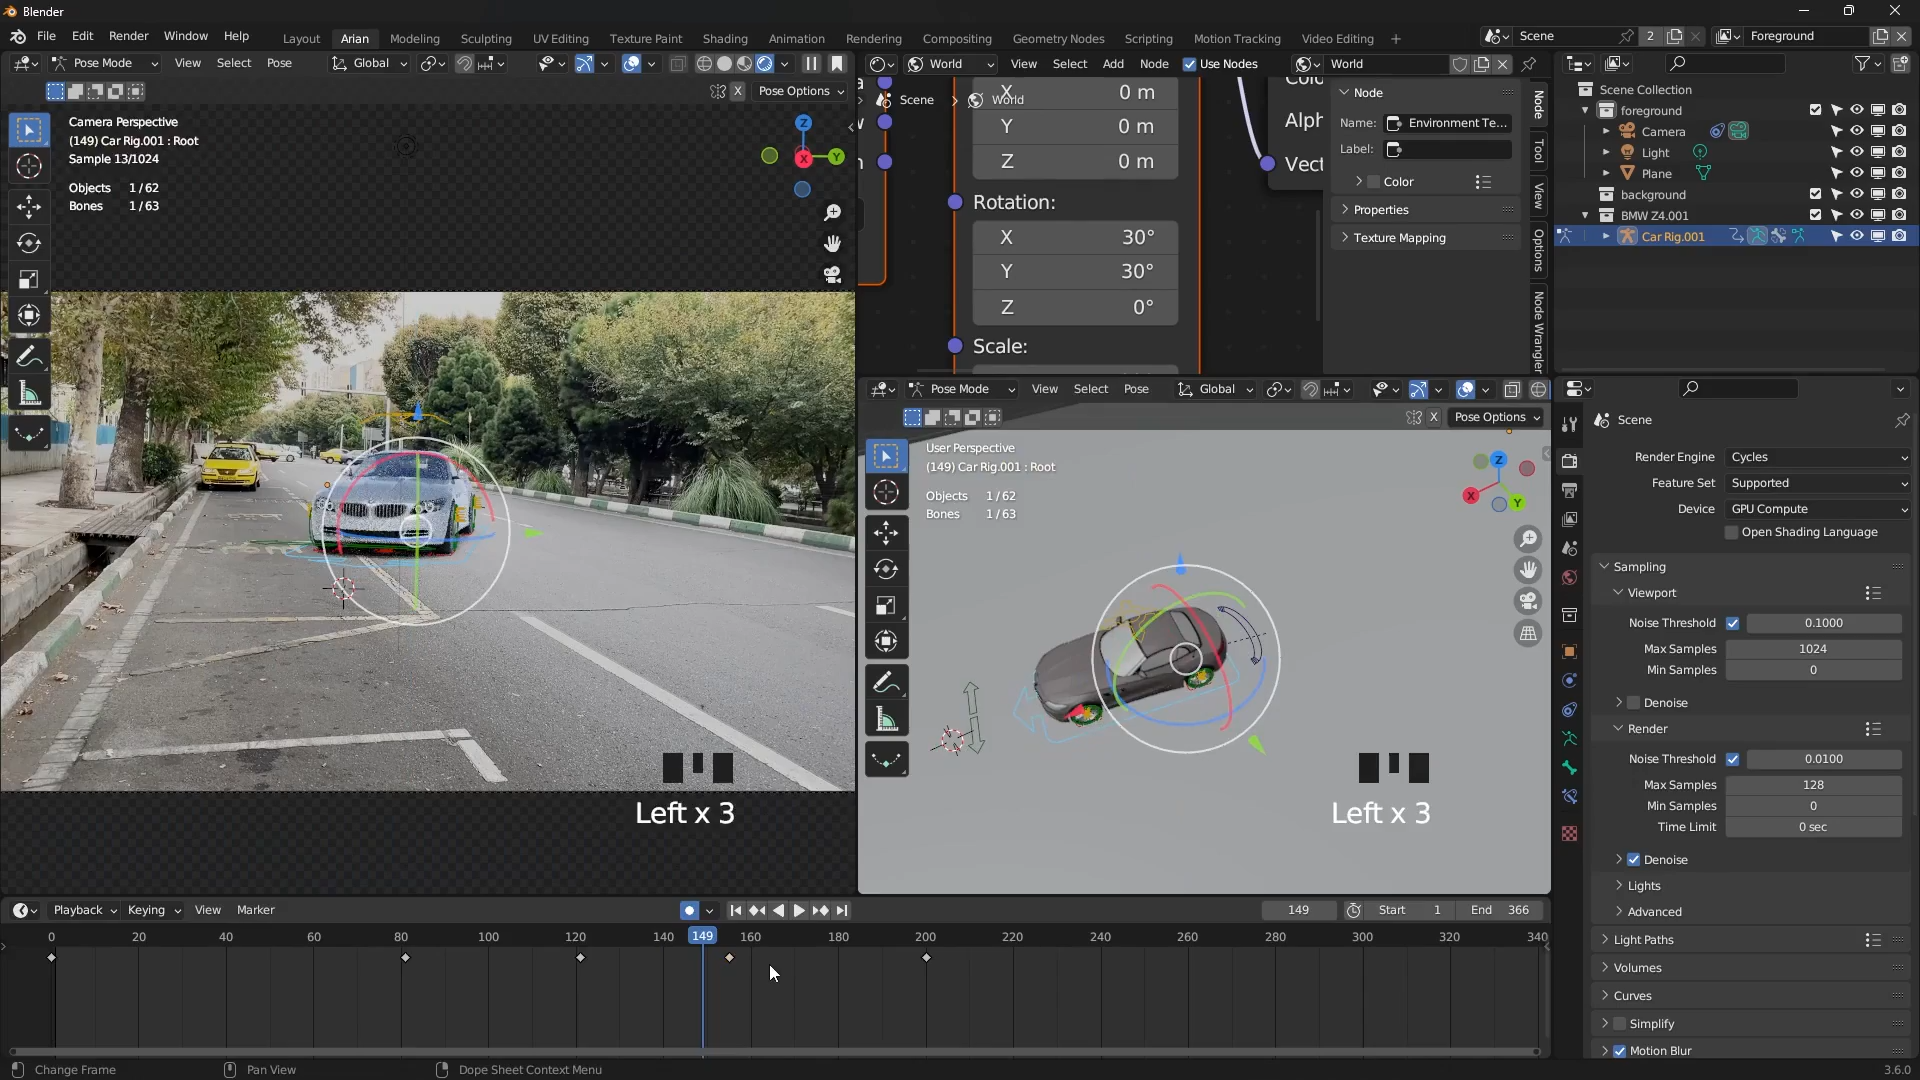 Blender
File Edit Render Window Help
Layout Arian Modeling Sculpting UV Editing Texture Paint Shading Animation Rendering Compositing Geometry Nodes Scripting Motion Tracking Video Editing +
Scene 2
Foreground
Pose Mode View Select Pose Global
Pose Options
X
Camera Perspective
(149) Car Rig.001 : Root
Sample 13/1024
Objects 1/62
Bones 1/63
Z
X
Y
Left x 3
World View Select Add Node Use Nodes World
Scene > World
X 0 m
Y 0 m
Z 0 m
Rotation:
X 30°
Y 30°
Z 0°
Scale:
Alph
Vect
Node
Name: Environment Te...
Label:
Color
Properties
Texture Mapping
Node
Tool
View
Options
Node Wrangler
Pose Mode View Select Pose Global
X Pose Options
User Perspective
(149) Car Rig.001 : Root
Objects 1/62
Bones 1/63
Z
X
Y
Left x 3
Scene Collection
foreground
Camera
Light
Plane
background
BMW Z4.001
Car Rig.001
Scene
Render Engine Cycles
Feature Set Supported
Device GPU Compute
Open Shading Language
Sampling
Viewport
Noise Threshold 0.1000
Max Samples 1024
Min Samples 0
Denoise
Render
Noise Threshold 0.0100
Max Samples 128
Min Samples 0
Time Limit 0 sec
Denoise
Lights
Advanced
Light Paths
Volumes
Curves
Simplify
Motion Blur
Playback Keying View Marker
149 Start 1 End 366
0 20 40 60 80 100 120 140 149 160 180 200 220 240 260 280 300 320 340
Change Frame Pan View Dope Sheet Context Menu 3.6.0